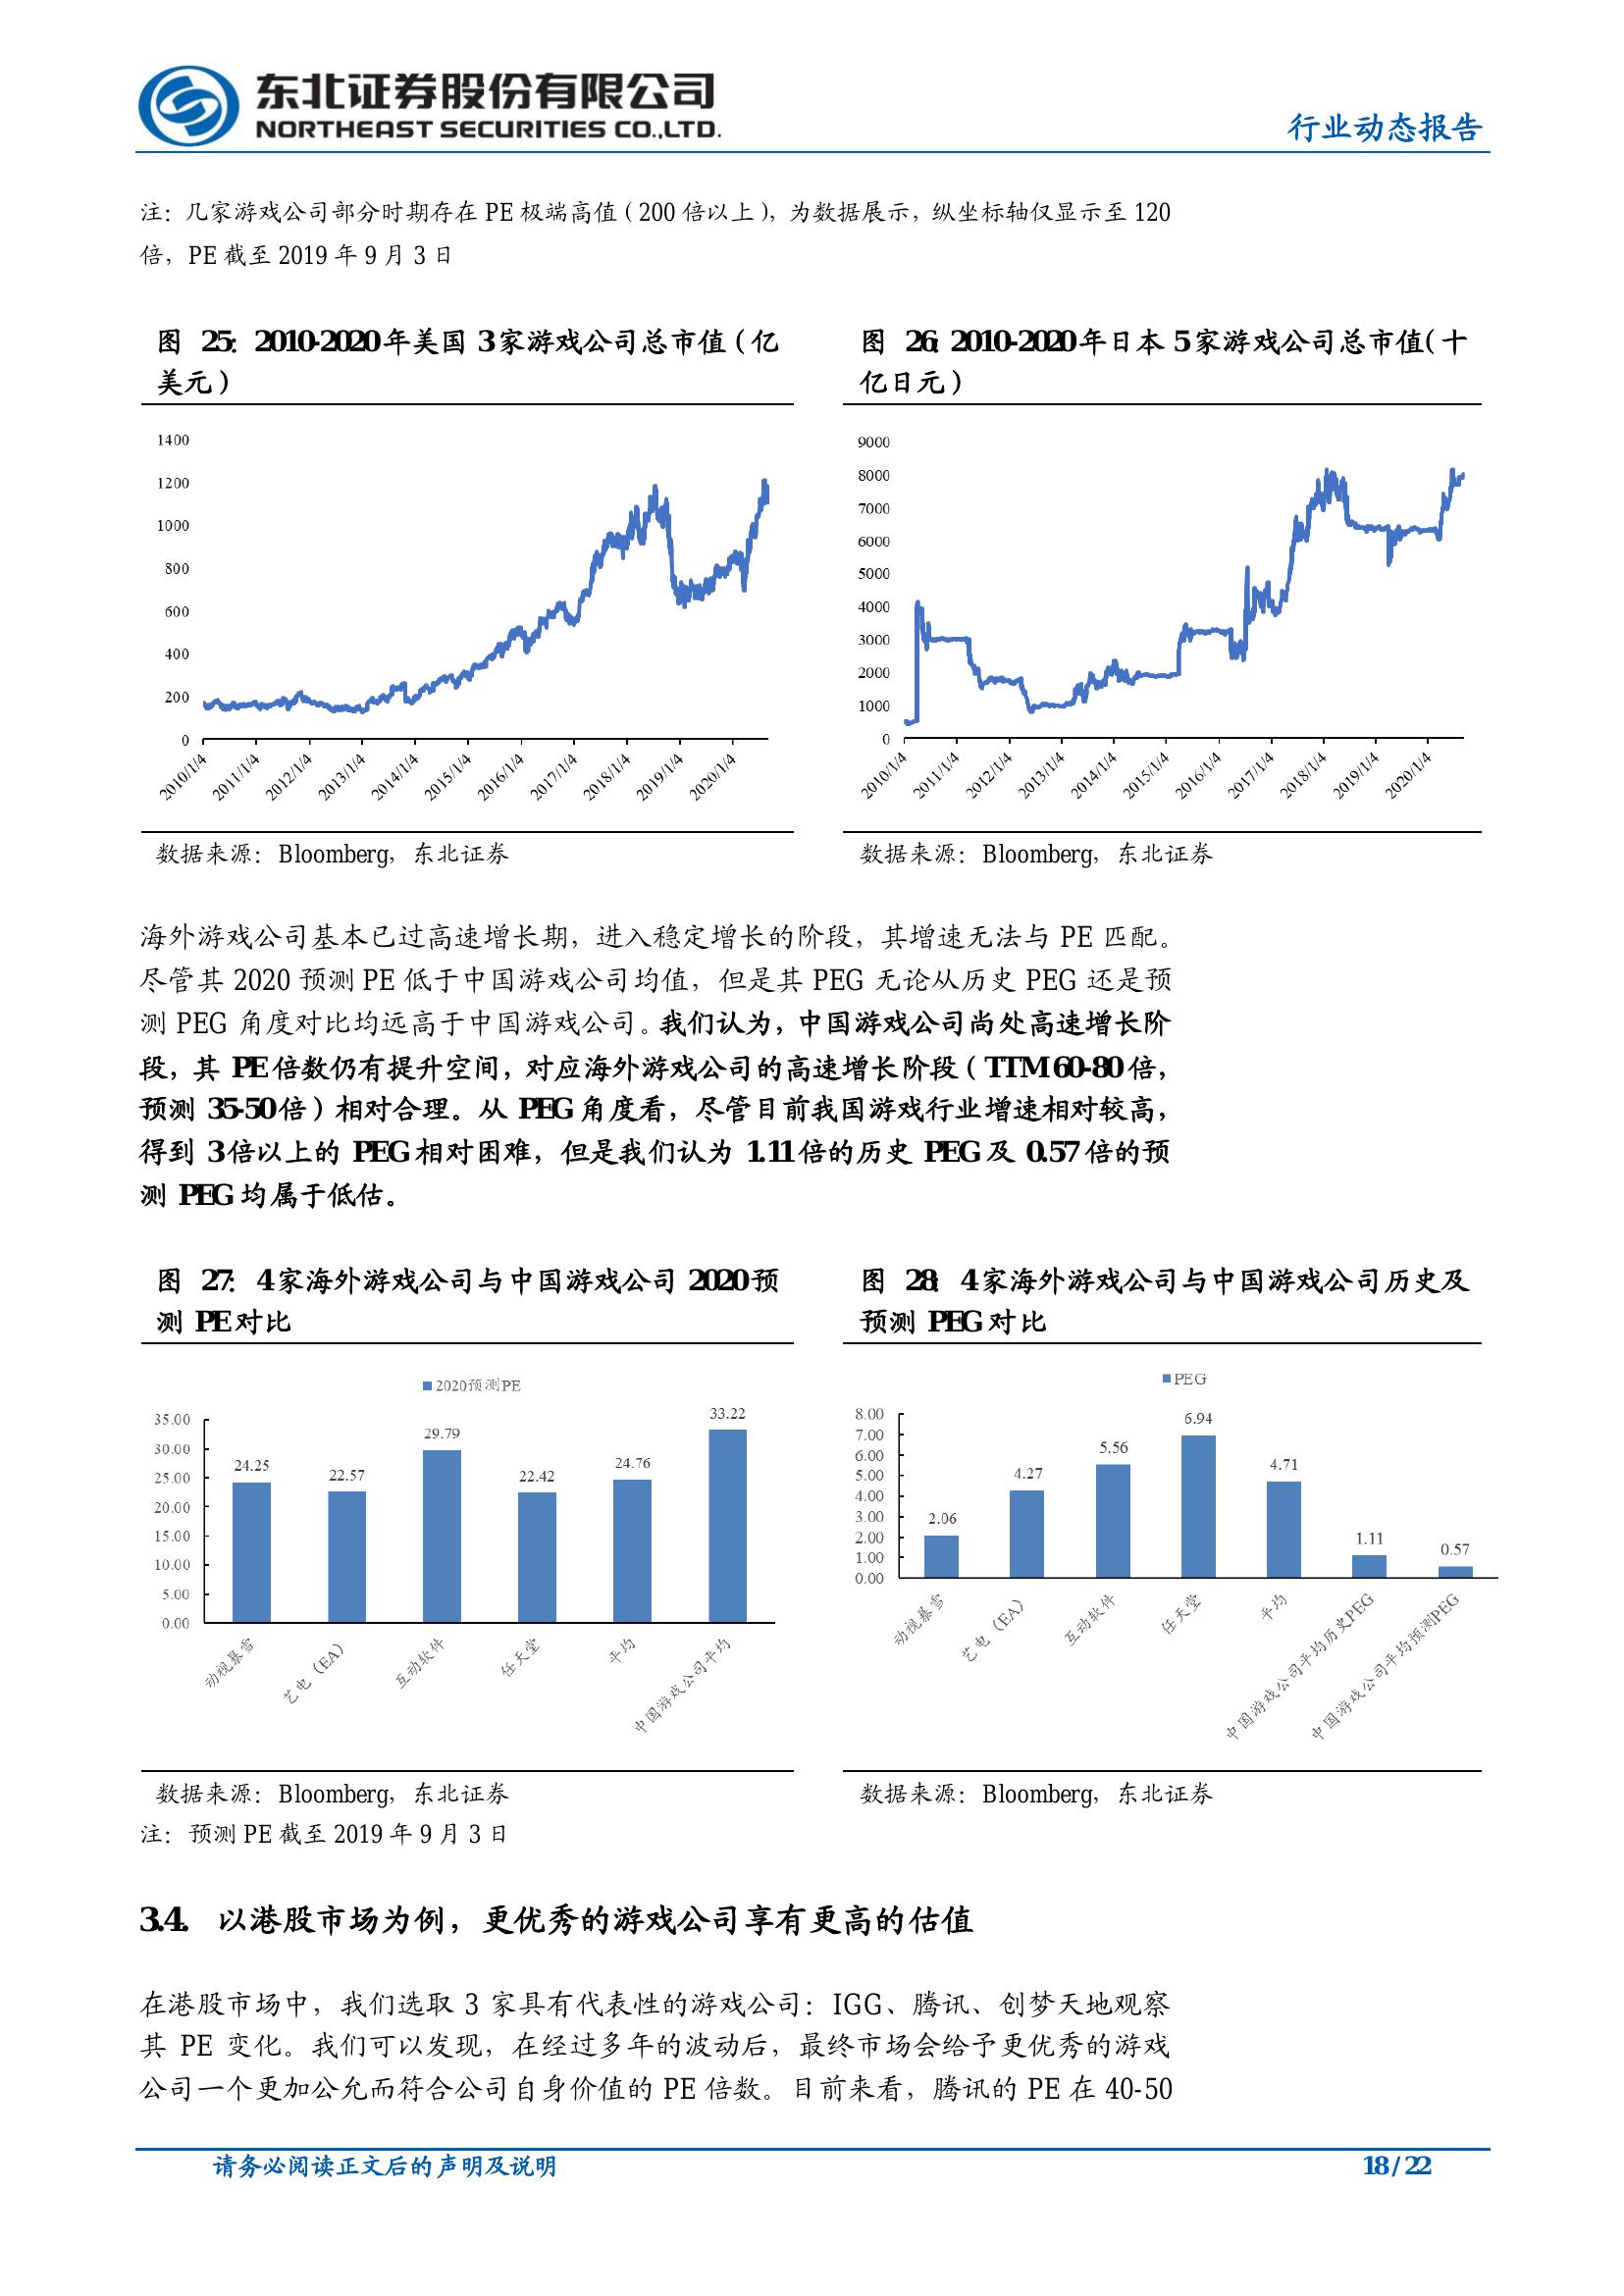 东北证券股份有限公司
NORTHEAST SECURITIES CO.,LTD.
行业动态报告
注：几家游戏公司部分时期存在 PE 极端高值（200 倍以上），为数据展示，纵坐标轴仅显示至 120
倍，PE 截至 2019 年 9 月 3 日
图 25：2010-2020 年美国 3 家游戏公司总市值（亿
美元）
1400
1200
1000
800
600
400
200
0
2010/1/4
2011/1/4
2012/1/4
2013/1/4
2014/1/4
2015/1/4
2016/1/4
2017/1/4
2018/1/4
2019/1/4
2020/1/4
数据来源：Bloomberg，东北证券
图 26：2010-2020 年日本 5 家游戏公司总市值（十
亿日元）
9000
8000
7000
6000
5000
4000
3000
2000
1000
0
2010/1/4
2011/1/4
2012/1/4
2013/1/4
2014/1/4
2015/1/4
2016/1/4
2017/1/4
2018/1/4
2019/1/4
2020/1/4
数据来源：Bloomberg，东北证券
海外游戏公司基本已过高速增长期，进入稳定增长的阶段，其增速无法与 PE 匹配。
尽管其 2020 预测 PE 低于中国游戏公司均值，但是其 PEG 无论从历史 PEG 还是预
测 PEG 角度对比均远高于中国游戏公司。我们认为，中国游戏公司尚处高速增长阶
段，其 PE 倍数仍有提升空间，对应海外游戏公司的高速增长阶段（TTM 60-80 倍，
预测 35-50 倍）相对合理。从 PEG 角度看，尽管目前我国游戏行业增速相对较高，
得到 3 倍以上的 PEG 相对困难，但是我们认为 1.11 倍的历史 PEG 及 0.57 倍的预
测 PEG 均属于低估。
图 27：4 家海外游戏公司与中国游戏公司 2020 预
测 PE 对比
2020预测PE
35.00
30.00
25.00
20.00
15.00
10.00
5.00
0.00
24.25
22.57
29.79
22.42
24.76
33.22
动视暴雪
艺电（EA）
互动软件
任天堂
平均
中国游戏公司平均
数据来源：Bloomberg，东北证券
注：预测 PE 截至 2019 年 9 月 3 日
图 28：4 家海外游戏公司与中国游戏公司历史及
预测 PEG 对比
PEG
8.00
7.00
6.00
5.00
4.00
3.00
2.00
1.00
0.00
2.06
4.27
5.56
6.94
4.71
1.11
0.57
动视暴雪
艺电（EA）
互动软件
任天堂
平均
中国游戏公司平均历史PEG
中国游戏公司平均预测PEG
数据来源：Bloomberg，东北证券
3.4. 以港股市场为例，更优秀的游戏公司享有更高的估值
在港股市场中，我们选取 3 家具有代表性的游戏公司：IGG、腾讯、创梦天地观察
其 PE 变化。我们可以发现，在经过多年的波动后，最终市场会给予更优秀的游戏
公司一个更加公允而符合公司自身价值的 PE 倍数。目前来看，腾讯的 PE 在 40-50
请务必阅读正文后的声明及说明
18 / 22